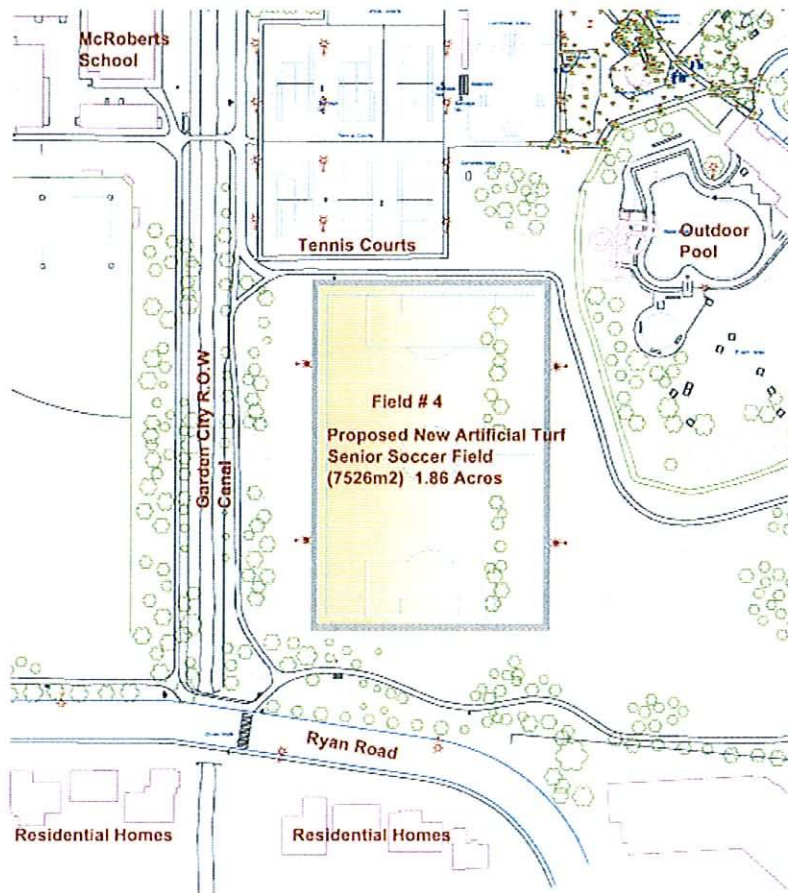 McRoberts
School
Tennis Courts
Outdoor
Pool
Garden City R.O.W
Canal
Field # 4
Proposed New Artificial Turf
Senior Soccer Field
(7526m2) 1.86 Acres
Ryan Road
Residential Homes
Residential Homes